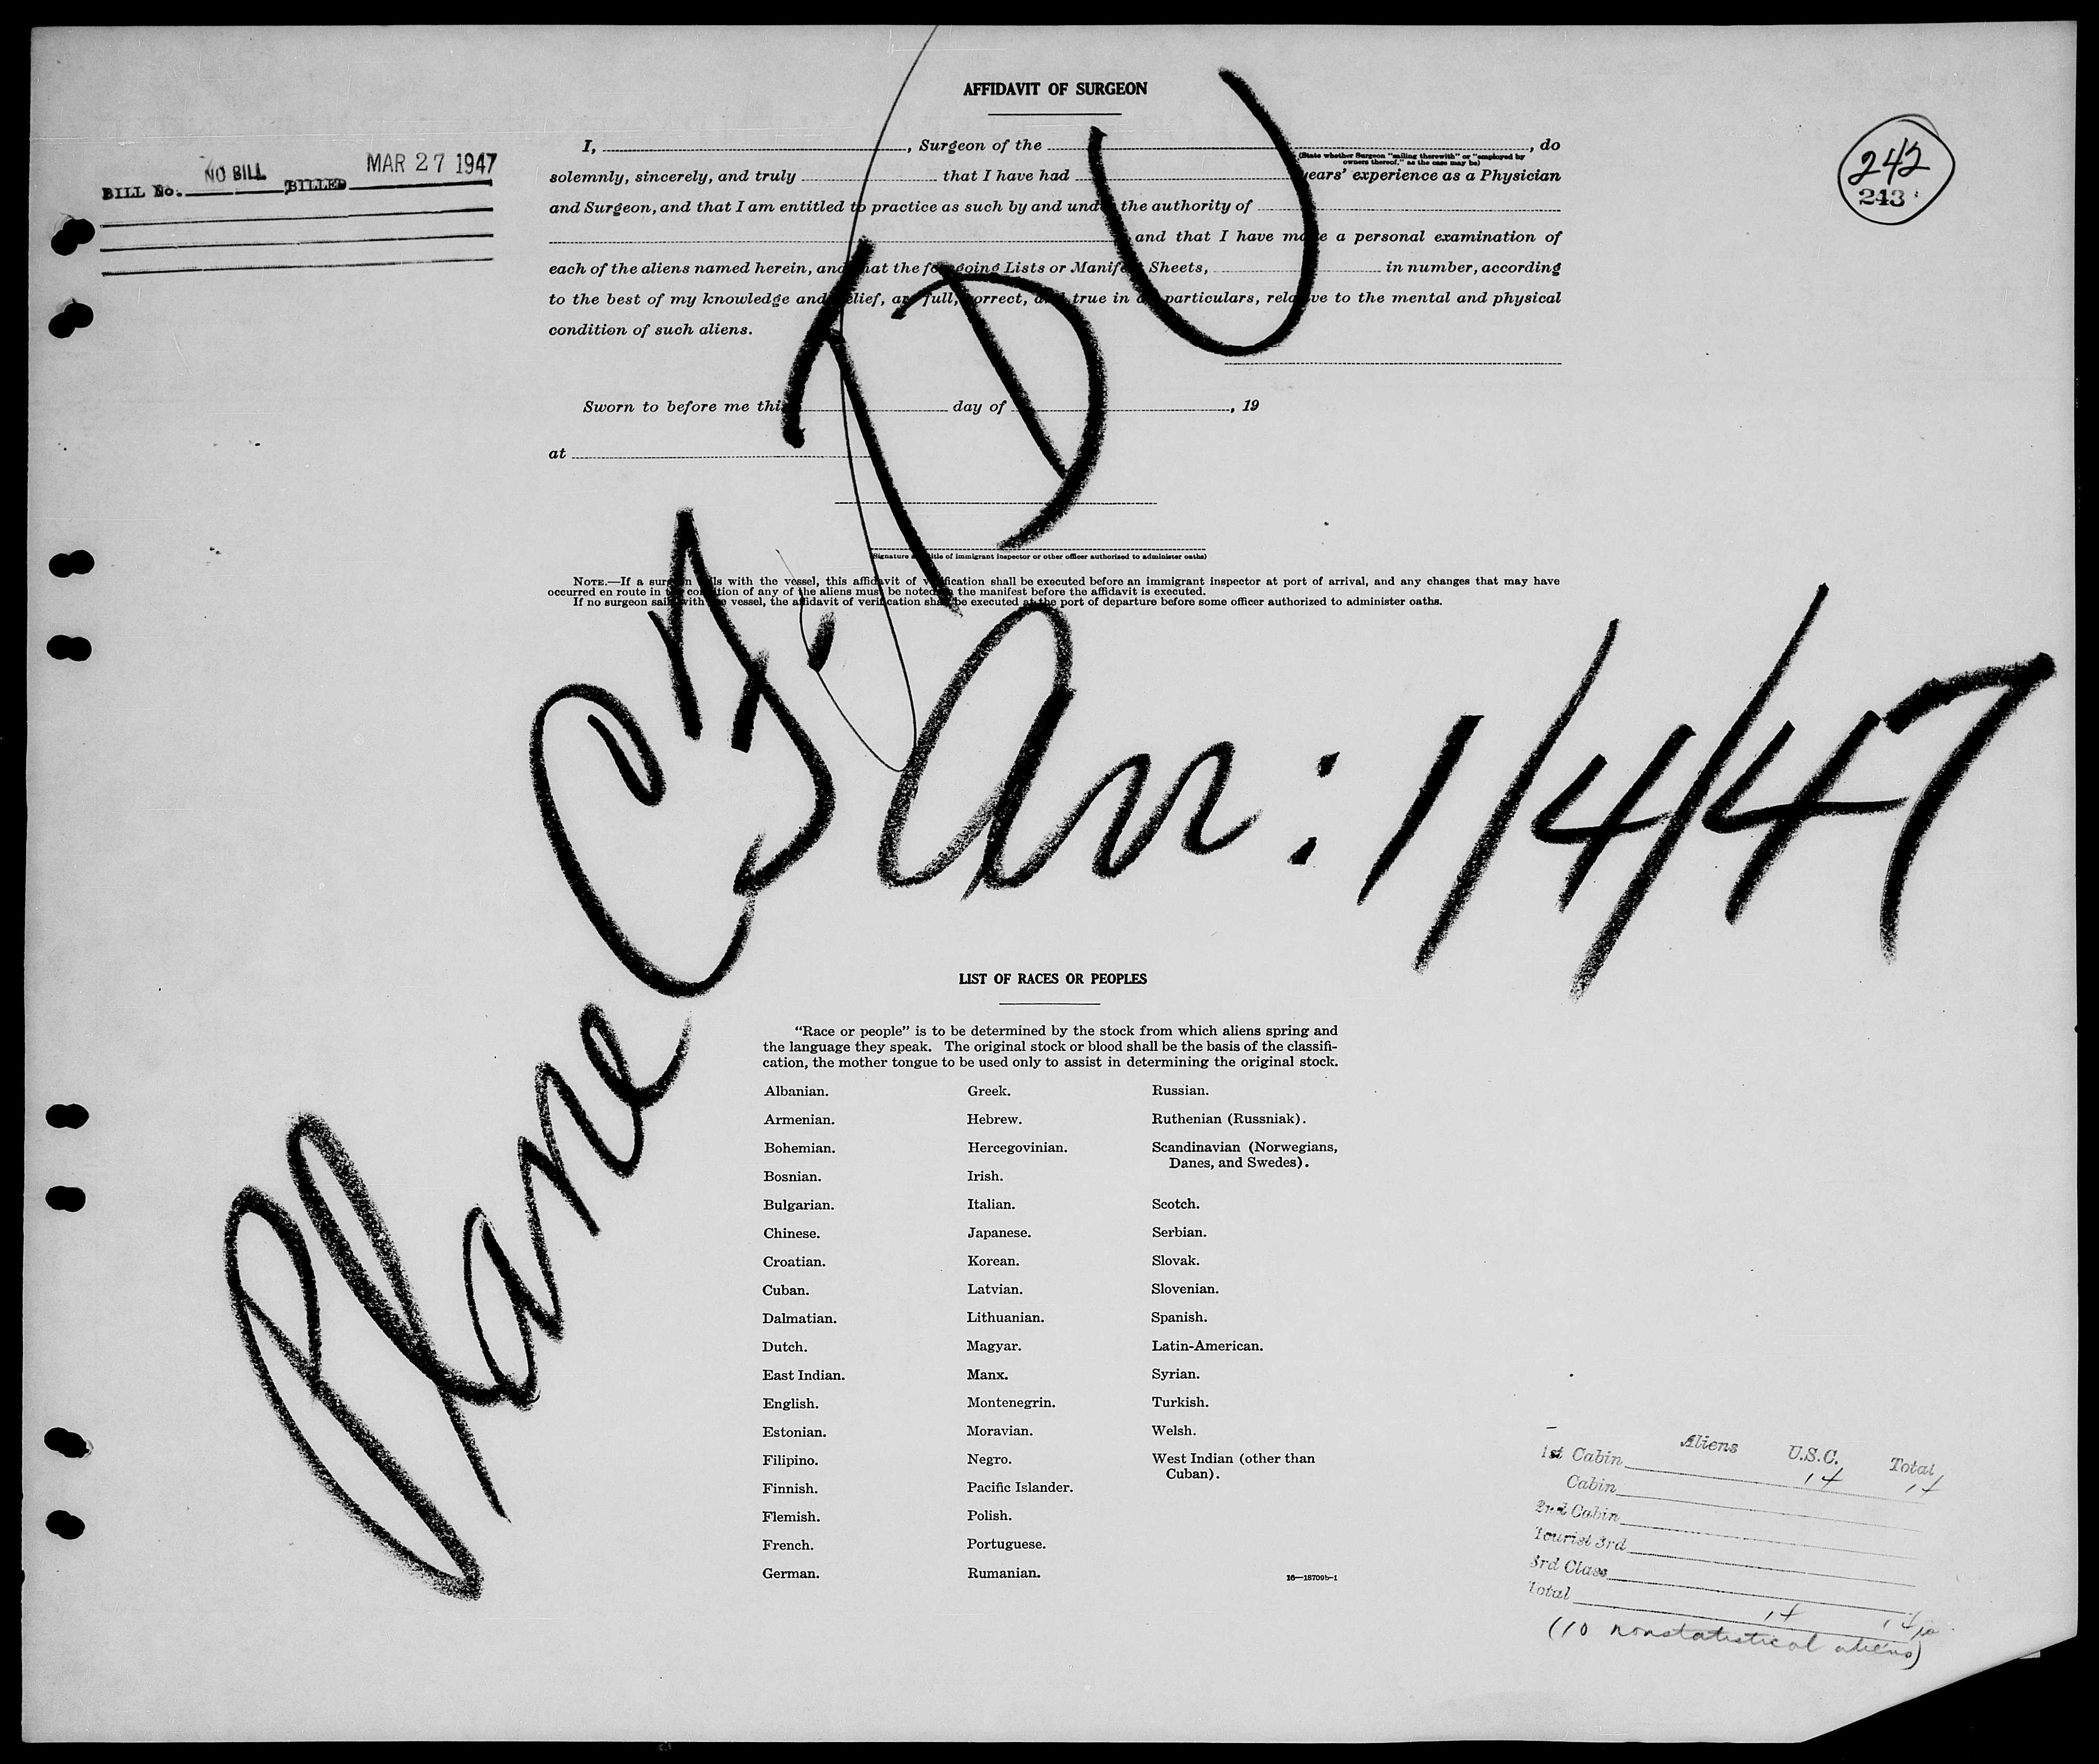 AFFIDAVIT OF SURGEON
I, , Surgeon of the , do
(State whether Surgeon "sailing therewith" or "employed by
owners thereof," as the case may be)
solemnly, sincerely, and truly that I have had years' experience as a Physician
and Surgeon, and that I am entitled to practice as such by and under the authority of
and that I have made a personal examination of
each of the aliens named herein, and that the foregoing Lists or Manifest Sheets, in number, according
to the best of my knowledge and belief, are full, correct, and true in all particulars, relative to the mental and physical
condition of such aliens.
BILL No. NO BILL BILLED MAR 27 1947
242
243
Sworn to before me this day of , 19
at
(Signature and title of immigrant inspector or other officer authorized to administer oaths)
NOTE.—If a surgeon sails with the vessel, this affidavit of verification shall be executed before an immigrant inspector at port of arrival, and any changes that may have
occurred en route in the condition of any of the aliens must be noted on the manifest before the affidavit is executed.
If no surgeon sails with the vessel, the affidavit of verification shall be executed at the port of departure before some officer authorized to administer oaths.
Plane
Arr: 1/4/47
LIST OF RACES OR PEOPLES
"Race or people" is to be determined by the stock from which aliens spring and
the language they speak. The original stock or blood shall be the basis of the classifi-
cation, the mother tongue to be used only to assist in determining the original stock.
Albanian.
Armenian.
Bohemian.
Bosnian.
Bulgarian.
Chinese.
Croatian.
Cuban.
Dalmatian.
Dutch.
East Indian.
English.
Estonian.
Filipino.
Finnish.
Flemish.
French.
German.
Greek.
Hebrew.
Hercegovinian.
Irish.
Italian.
Japanese.
Korean.
Latvian.
Lithuanian.
Magyar.
Manx.
Montenegrin.
Moravian.
Negro.
Pacific Islander.
Polish.
Portuguese.
Rumanian.
Russian.
Ruthenian (Russniak).
Scandinavian (Norwegians,
Danes, and Swedes).
Scotch.
Serbian.
Slovak.
Slovenian.
Spanish.
Latin-American.
Syrian.
Turkish.
Welsh.
West Indian (other than
Cuban).
16—18709b-1
Aliens U.S.C. Total
1st Cabin 14 14
Cabin
2nd Cabin
Tourist 3rd
3rd Class
Total 14 14
(10 nonstatistical aliens)